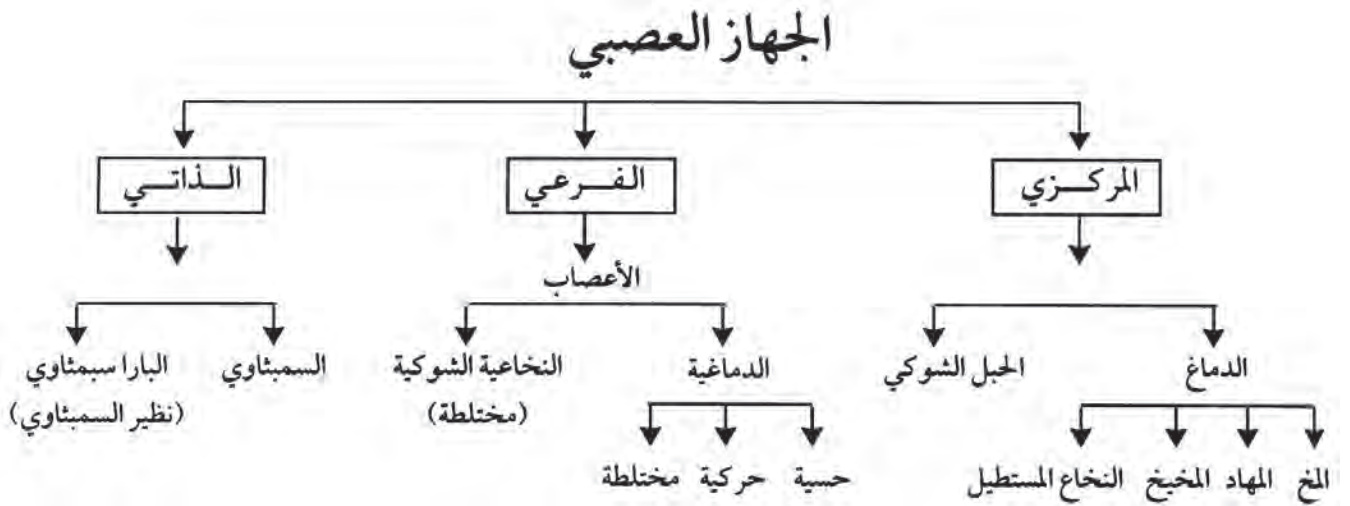 الجهاز العصبي
المركزي الفرعي الذاتي
الأعصاب
الدماغ الحبل الشوكي الدماغية النخاعية الشوكية السمبثاوي البارا سبمثاوي
(مختلطة) (نظير السمبثاوي)
المخ المهاد المخيخ النخاع المستطيل حسية حركية مختلطة